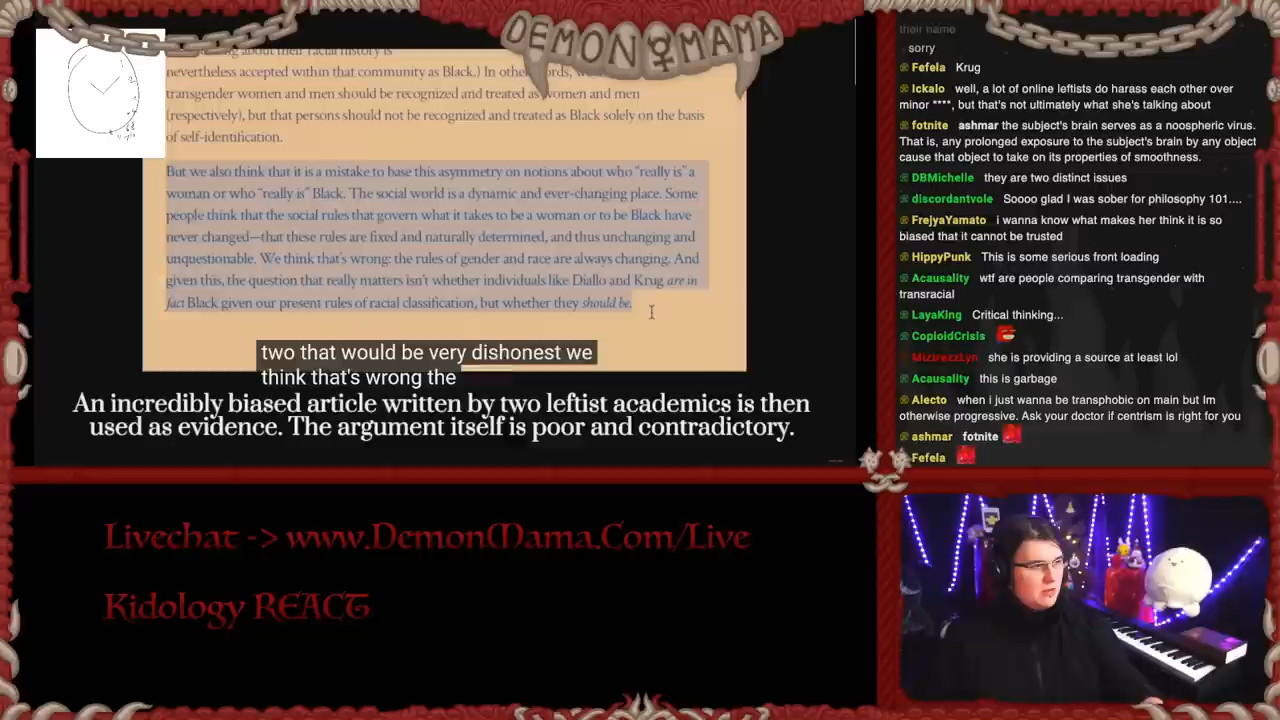 DEMON MAMA
nevertheless accepted within that community as Black.) In other
transgender women and men should be recognized and treated as women and men
(respectively), but that persons should not be recognized and treated as Black solely on the basis
of self-identification.
But we also think that it is a mistake to base this asymmetry on notions about who “really is” a
woman or who “really is” Black. The social world is a dynamic and ever-changing place. Some
people think that the social rules that govern what it takes to be a woman or to be Black have
never changed—that these rules are fixed and naturally determined, and thus unchanging and
unquestionable. We think that’s wrong: the rules of gender and race are always changing. And
given this, the question that really matters isn’t whether individuals like Diallo and Krug are in
fact Black given our present rules of racial classification, but whether they should be.
two that would be very dishonest we
think that's wrong the
An incredibly biased article written by two leftist academics is then
used as evidence. The argument itself is poor and contradictory.
their name
sorry
Fefela Krug
Ickalo well, a lot of online leftists do harass each other over
minor ****, but that's not ultimately what she's talking about
fotnite ashmar the subject's brain serves as a noospheric virus.
That is, any prolonged exposure to the subject's brain by any object
cause that object to take on its properties of smoothness.
DBMichelle they are two distinct issues
discordantvole Soooo glad I was sober for philosophy 101....
FrejyaYamato i wanna know what makes her think it is so
biased that it cannot be trusted
HippyPunk This is some serious front loading
Acausality wtf are people comparing transgender with
transracial
LayaKing Critical thinking...
CopioidCrisis
MiztrezzLyn she is providing a source at least lol
Acausality this is garbage
Alecto when i just wanna be transphobic on main but Im
otherwise progressive. Ask your doctor if centrism is right for you
ashmar fotnite
Fefela
Livechat -> www.DemonMama.Com/Live
Kidology REACT